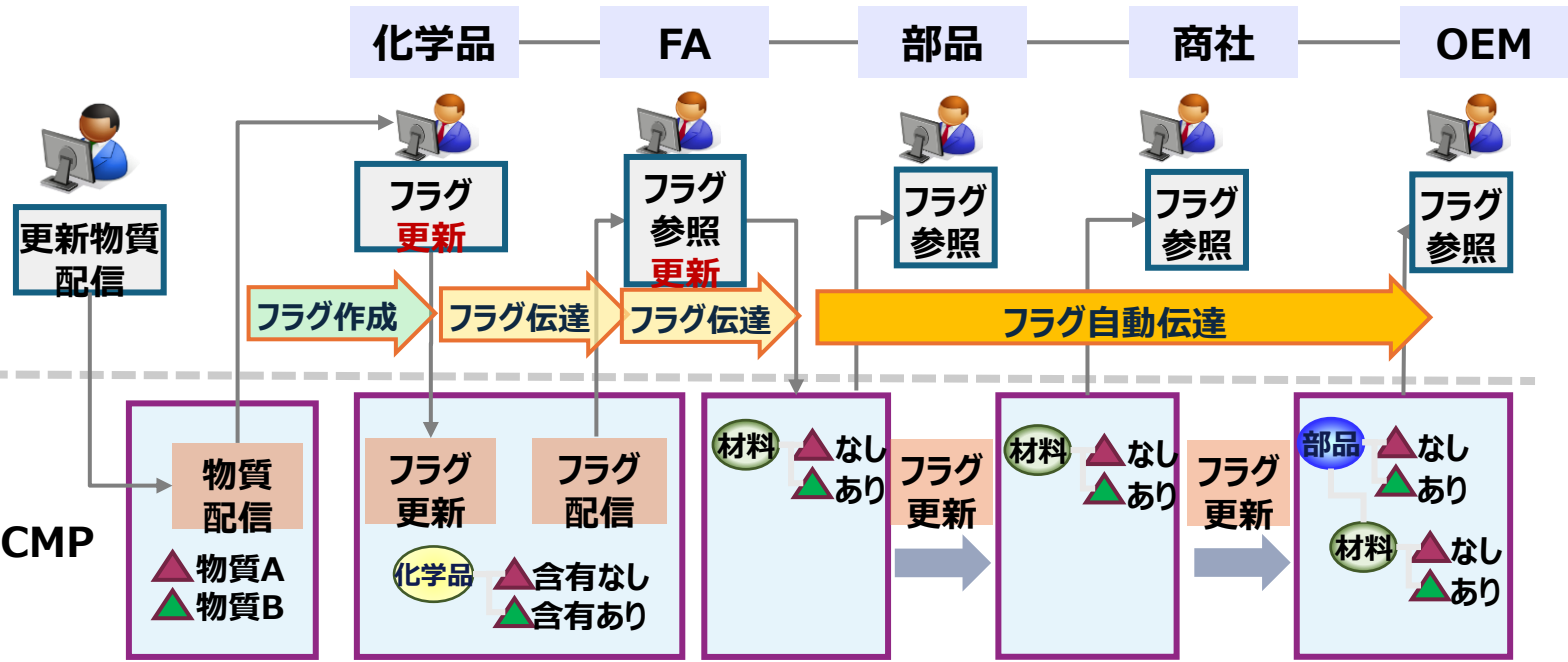 化学品
FA
部品
商社
OEM
更新物質
配信
フラグ
更新
フラグ
参照
更新
フラグ
参照
フラグ
参照
フラグ
参照
フラグ作成
フラグ伝達
フラグ伝達
フラグ自動伝達
CMP
物質
配信
物質A
物質B
フラグ
更新
フラグ
配信
化学品
含有なし
含有あり
材料
なし
あり
フラグ
更新
材料
なし
あり
フラグ
更新
部品
なし
あり
材料
なし
あり